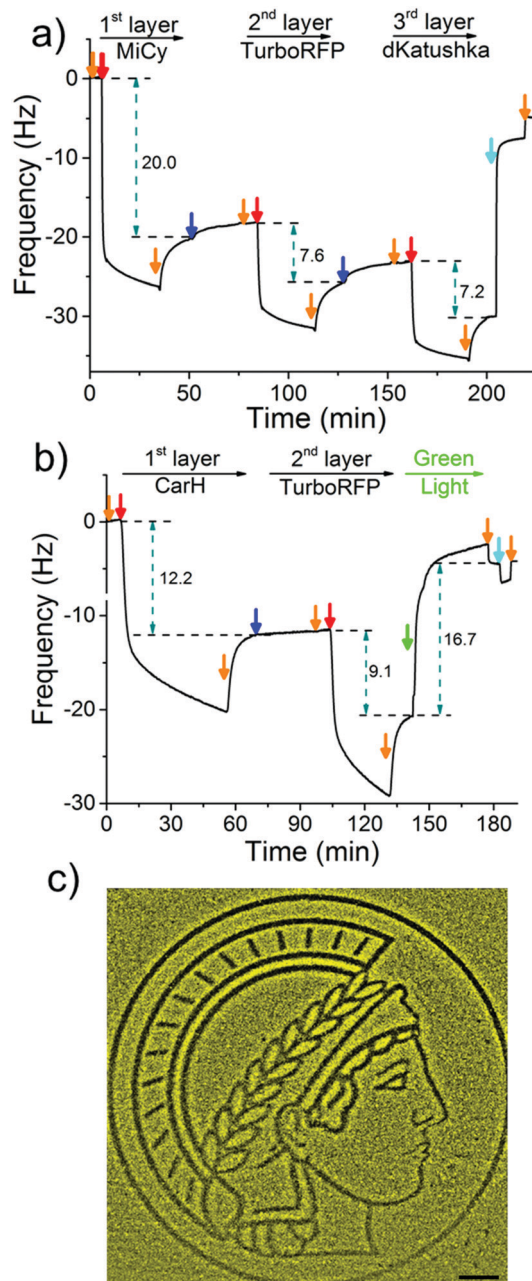 a)
1st layer
MiCy
2nd layer
TurboRFP
3rd layer
dKatushka
Frequency (Hz)
0
-10
-20
-30
20.0
7.6
7.2
0 50 100 150 200
Time (min)
b)
1st layer
CarH
2nd layer
TurboRFP
Green
Light
Frequency (Hz)
0
-10
-20
-30
12.2
9.1
16.7
0 30 60 90 120 150 180
Time (min)
c)